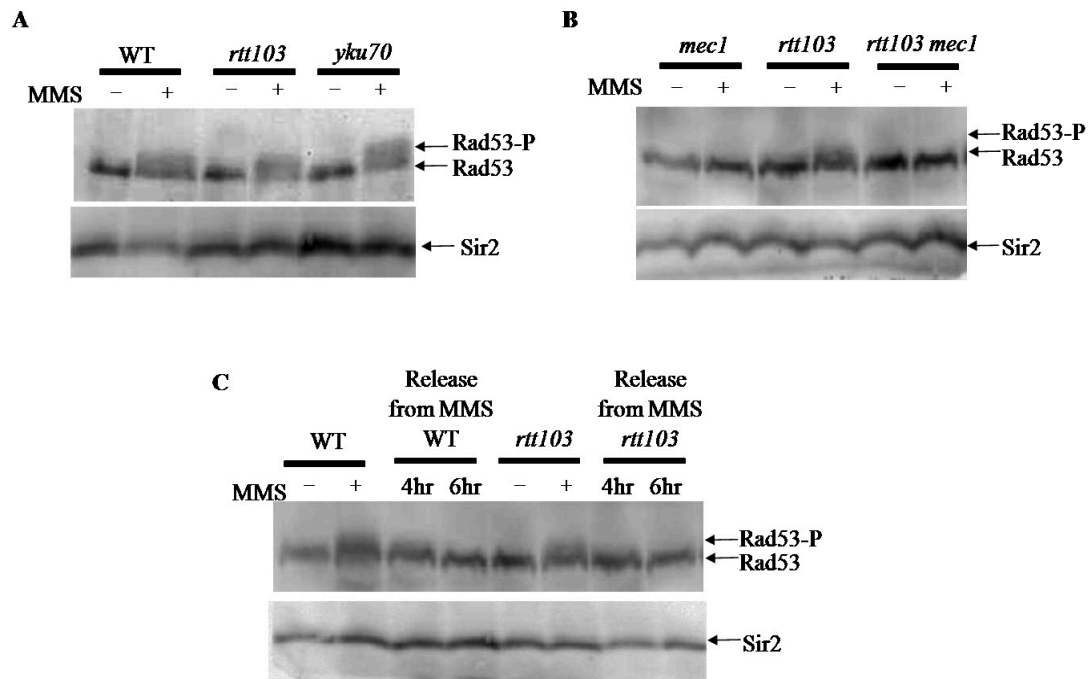 A
WT rtt103 yku70
MMS – + – + – +
Rad53-P
Rad53
Sir2
B
mec1 rtt103 rtt103 mec1
MMS – + – + – +
Rad53-P
Rad53
Sir2
C
Release Release
from MMS from MMS
WT WT rtt103 rtt103
MMS – + 4hr 6hr – + 4hr 6hr
Rad53-P
Rad53
Sir2